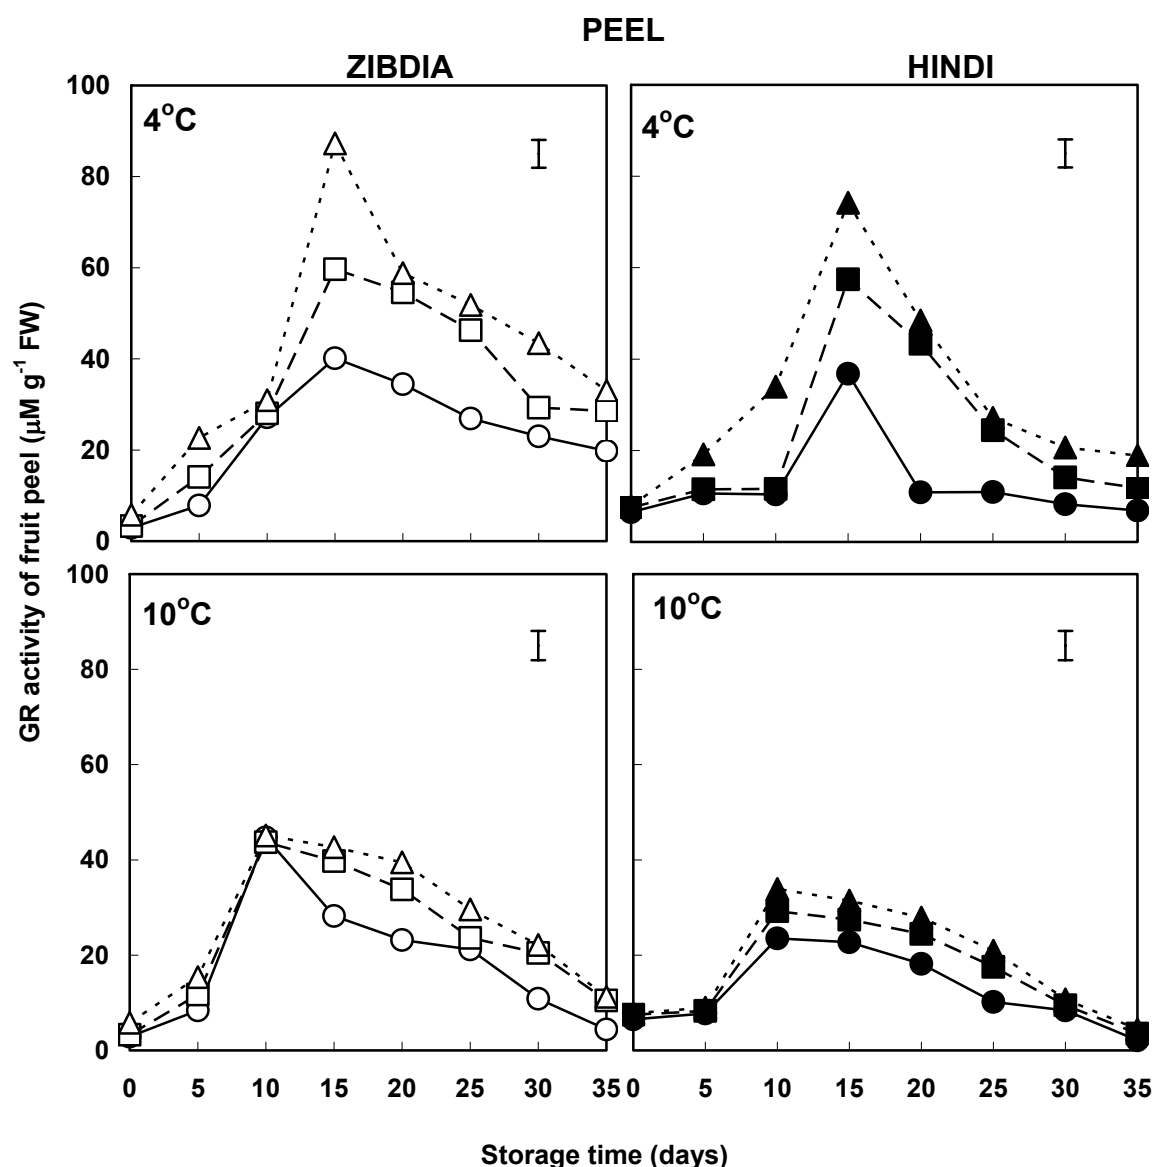 PEEL
ZIBDIA HINDI
100
4°C 4°C
80
60
40
20
0
100
10°C 10°C
80
60
40
20
0
0 5 10 15 20 25 30 35 0 5 10 15 20 25 30 35
GR activity of fruit peel (µM g⁻¹ FW)
Storage time (days)